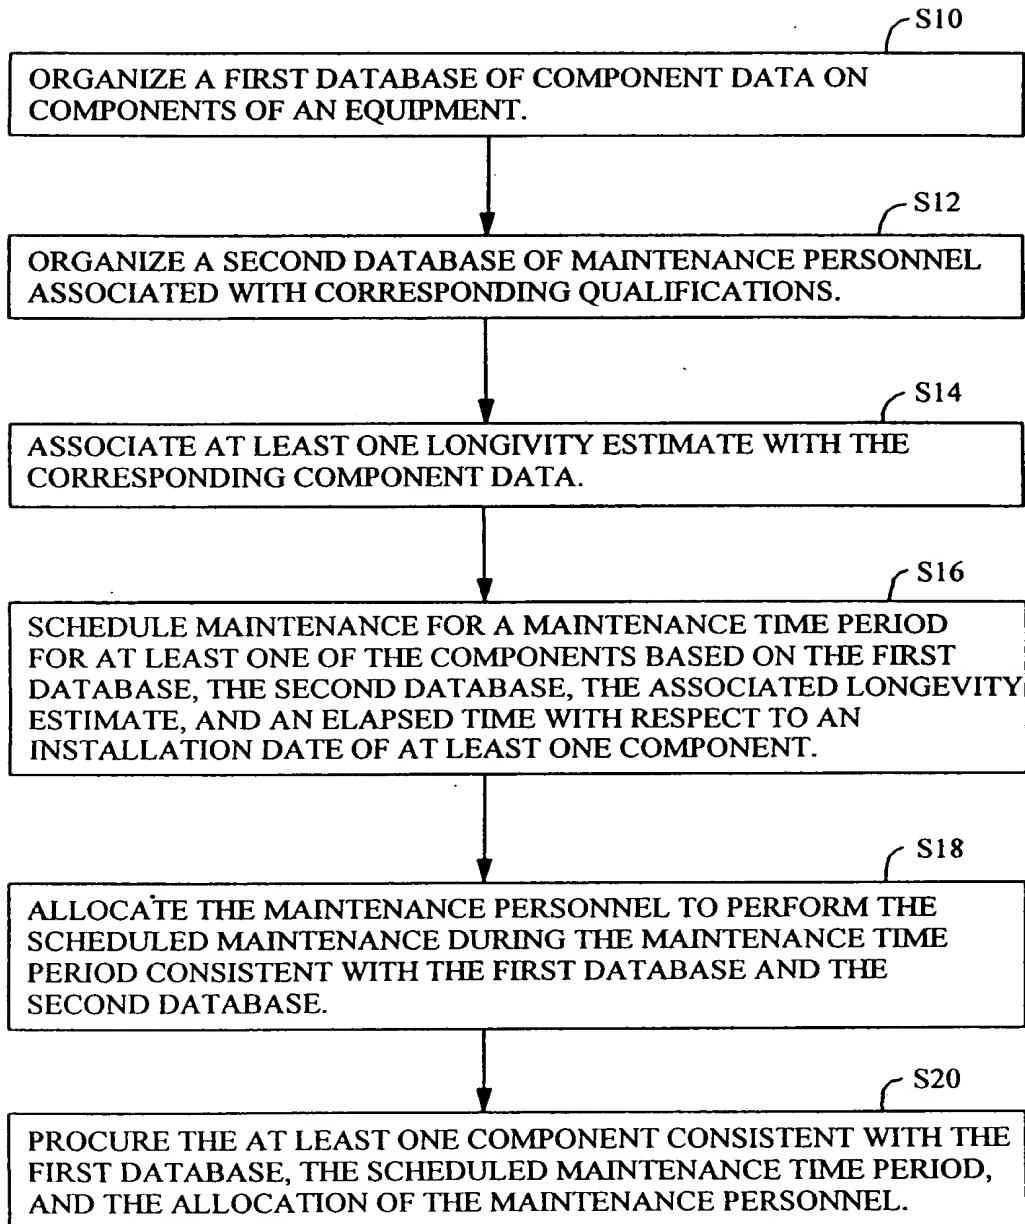 S10
ORGANIZE A FIRST DATABASE OF COMPONENT DATA ON
COMPONENTS OF AN EQUIPMENT.
S12
ORGANIZE A SECOND DATABASE OF MAINTENANCE PERSONNEL
ASSOCIATED WITH CORRESPONDING QUALIFICATIONS.
S14
ASSOCIATE AT LEAST ONE LONGIVITY ESTIMATE WITH THE
CORRESPONDING COMPONENT DATA.
S16
SCHEDULE MAINTENANCE FOR A MAINTENANCE TIME PERIOD
FOR AT LEAST ONE OF THE COMPONENTS BASED ON THE FIRST
DATABASE, THE SECOND DATABASE, THE ASSOCIATED LONGEVITY
ESTIMATE, AND AN ELAPSED TIME WITH RESPECT TO AN
INSTALLATION DATE OF AT LEAST ONE COMPONENT.
S18
ALLOCATE THE MAINTENANCE PERSONNEL TO PERFORM THE
SCHEDULED MAINTENANCE DURING THE MAINTENANCE TIME
PERIOD CONSISTENT WITH THE FIRST DATABASE AND THE
SECOND DATABASE.
S20
PROCURE THE AT LEAST ONE COMPONENT CONSISTENT WITH THE
FIRST DATABASE, THE SCHEDULED MAINTENANCE TIME PERIOD,
AND THE ALLOCATION OF THE MAINTENANCE PERSONNEL.